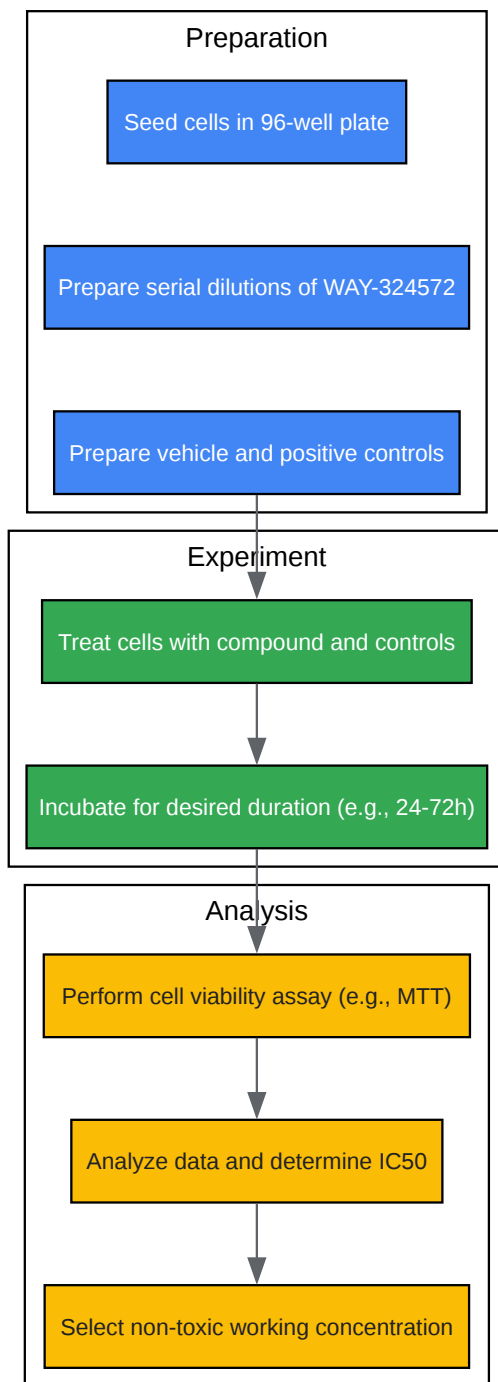 Preparation
Seed cells in 96-well plate
Prepare serial dilutions of WAY-324572
Prepare vehicle and positive controls
Experiment
Treat cells with compound and controls
Incubate for desired duration (e.g., 24-72h)
Analysis
Perform cell viability assay (e.g., MTT)
Analyze data and determine IC50
Select non-toxic working concentration